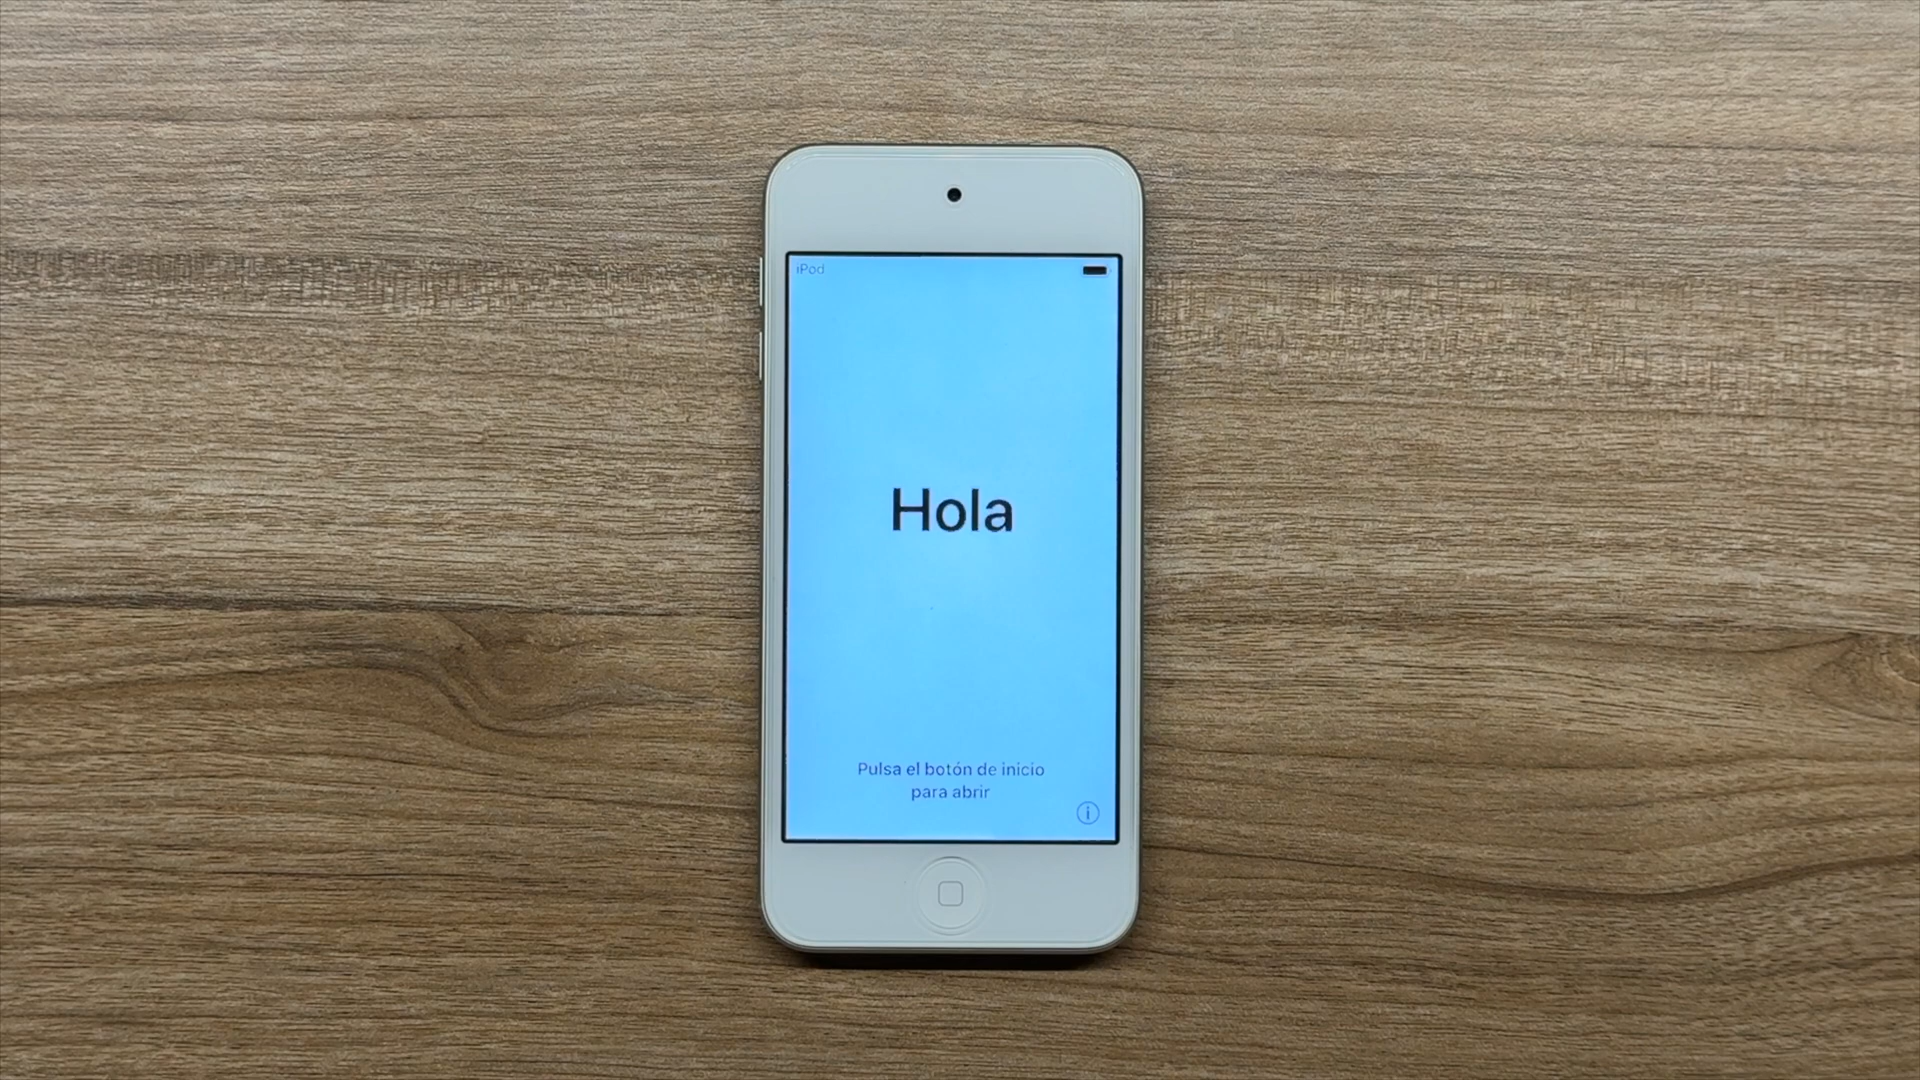 iPod
Hola
Pulsa el botón de inicio
para abrir